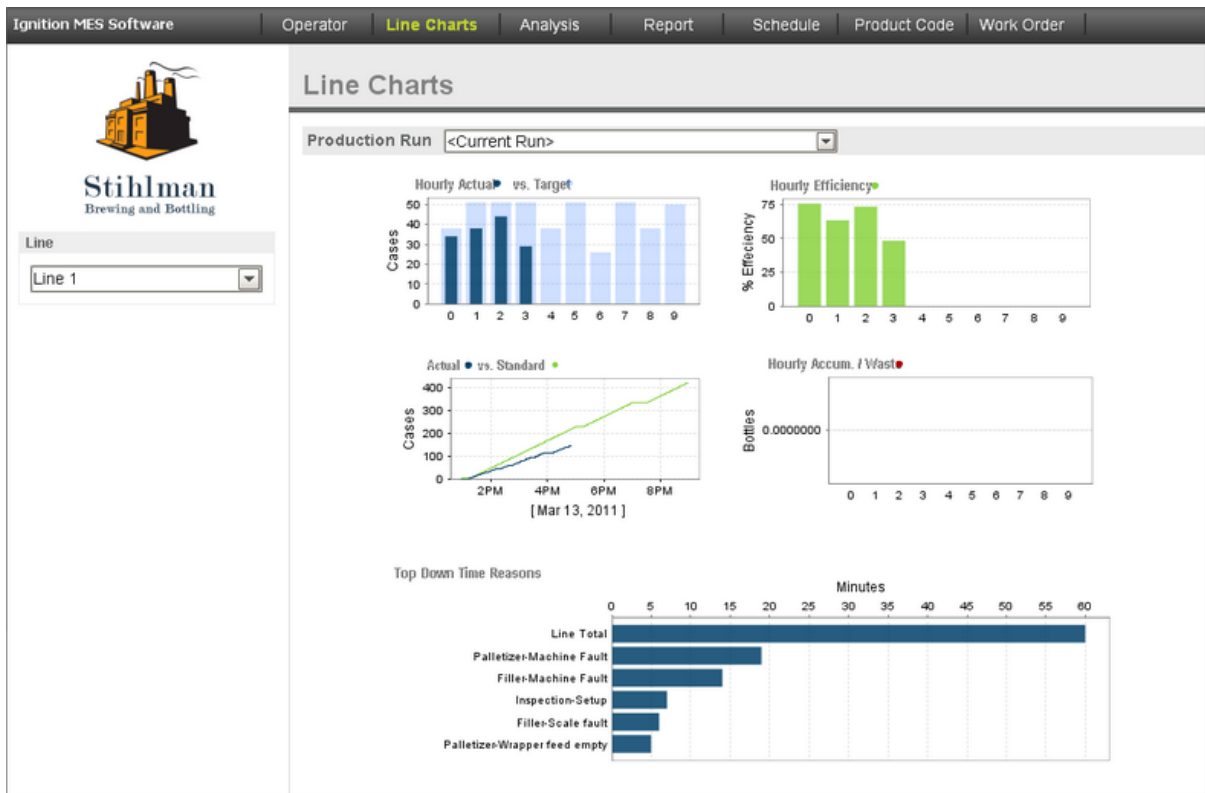 Ignition MES Software
Operator Line Charts Analysis Report Schedule Product Code Work Order
Stihlman
Brewing and Bottling
Line
Line 1
Line Charts
Production Run <Current Run>
Hourly Actual vs. Target
Cases
50
40
30
20
10
0
0 1 2 3 4 5 6 7 8 9
Hourly Efficiency
% Effeciency
75
50
25
0
0 1 2 3 4 5 6 7 8 9
Actual vs. Standard
Cases
400
300
200
100
0
2PM 4PM 6PM 8PM
[ Mar 13, 2011 ]
Hourly Accum. / Waste
Bottles
0.0000000
0 1 2 3 4 5 6 7 8 9
Top Down Time Reasons
Minutes
0 5 10 15 20 25 30 35 40 45 50 55 60
Line Total
Palletizer-Machine Fault
Filler-Machine Fault
Inspection-Setup
Filler-Scale fault
Palletizer-Wrapper feed empty